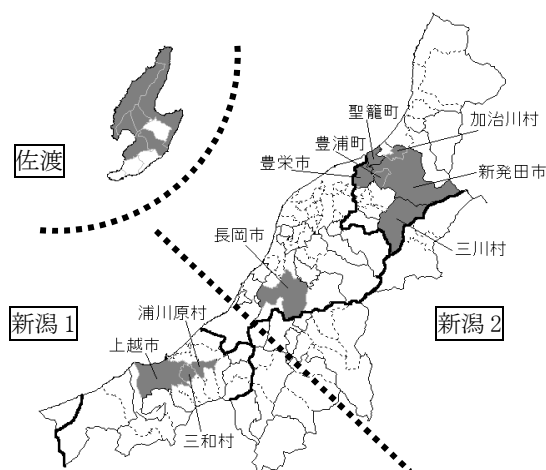 聖籠町
加治川村
豊浦町
佐渡
豊栄市
新発田市
長岡市
三川村
浦川原村
新潟1
新潟2
上越市
三和村